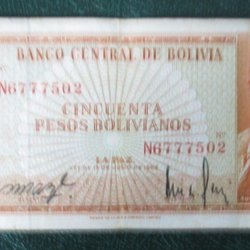 BANCO CENTRAL DE BOLIVIA
N6777502
Nº
N6777502
CINCUENTA
PESOS BOLIVIANOS
LA PAZ